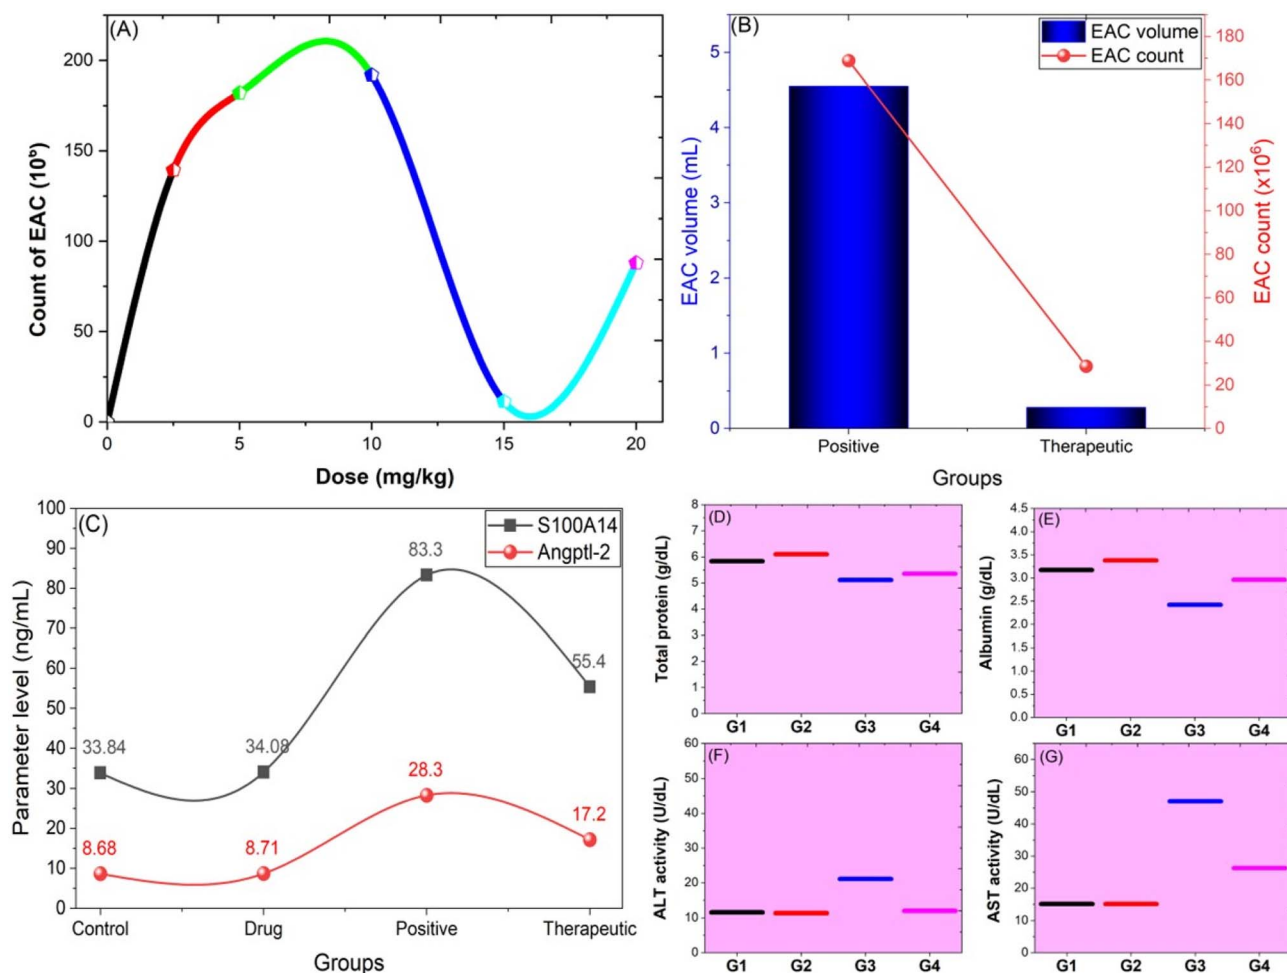 (A)
Count of EAC (10⁶)
200
150
100
50
0
0 5 10 15 20
Dose (mg/kg)
(B)
EAC volume
EAC count
EAC volume (mL)
5
4
3
2
1
0
180
160
140
120
100
80
60
40
20
0
EAC count (x10⁶)
Positive Therapeutic
Groups
(C)
S100A14
Angptl-2
Parameter level (ng/mL)
100
90
80
70
60
50
40
30
20
10
0
83.3
55.4
33.84 34.08
28.3
17.2
8.68 8.71
Control Drug Positive Therapeutic
Groups
(D)
Total protein (g/dL)
8
7
6
5
4
3
2
1
0
G1 G2 G3 G4
(E)
Albumin (g/dL)
4.5
4.0
3.5
3.0
2.5
2.0
1.5
1.0
0.5
0.0
G1 G2 G3 G4
(F)
ALT activity (U/dL)
60
50
40
30
20
10
0
G1 G2 G3 G4
(G)
AST activity (U/dL)
60
50
40
30
20
10
0
G1 G2 G3 G4